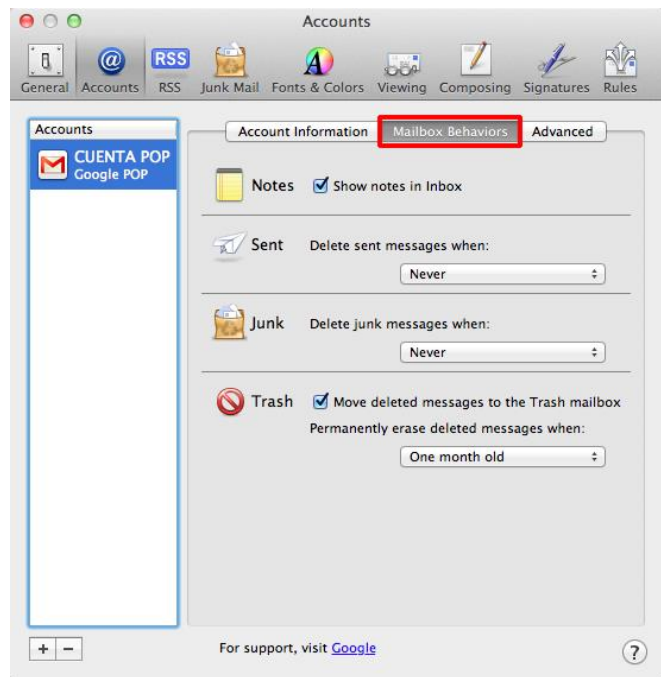 Accounts
General Accounts RSS Junk Mail Fonts & Colors Viewing Composing Signatures Rules
RSS
Accounts
Account Information Mailbox Behaviors Advanced
CUENTA POP
Google POP
Notes Show notes in Inbox
Sent Delete sent messages when:
Never
Junk Delete junk messages when:
Never
Trash Move deleted messages to the Trash mailbox
Permanently erase deleted messages when:
One month old
+ − For support, visit Google ?